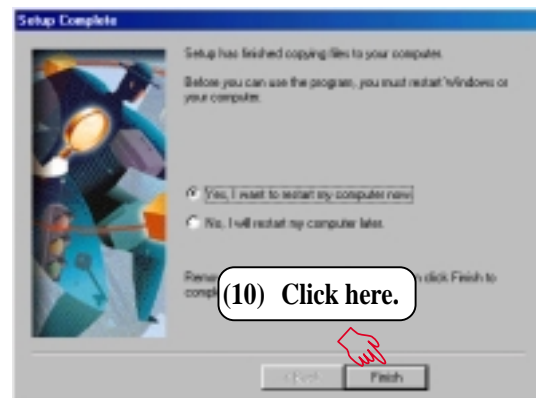 Setup Complete
Setup has finished copying files to your computer.
Before you can use the program, you must restart Windows or
your computer.
Yes, I want to restart my computer now.
No, I will restart my computer later.
click Finish to
(10) Click here.
< Back
Finish